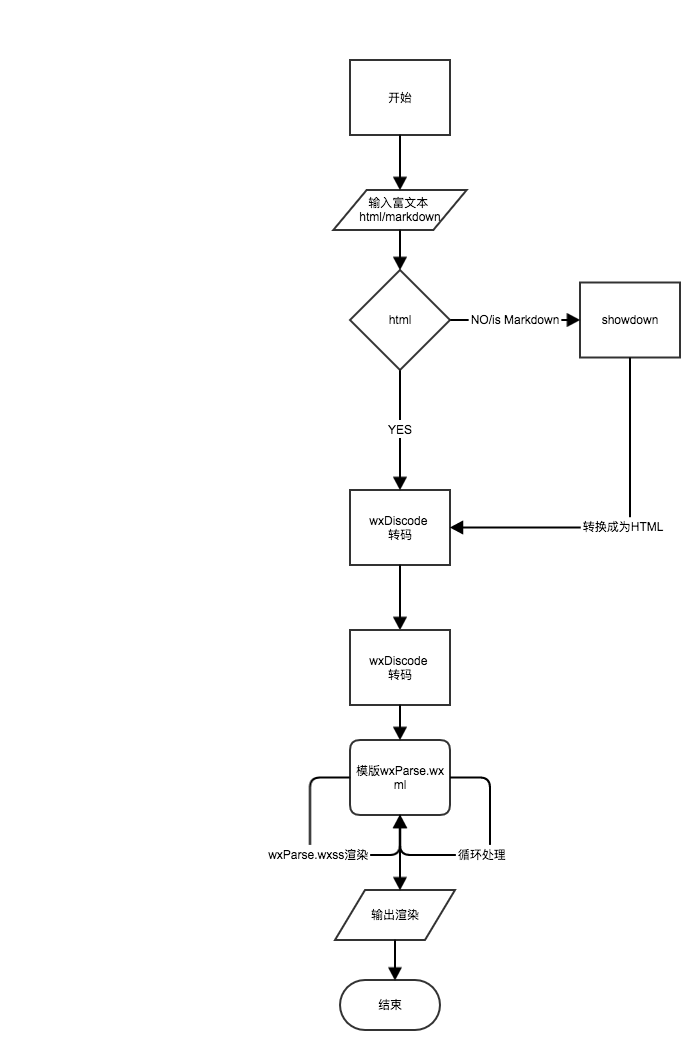 开始
输入富文本
html/markdown
html
NO/is Markdown
showdown
YES
wxDiscode
转码
转换成为HTML
wxDiscode
转码
模版wxParse.wx
ml
wxParse.wxss渲染
循环处理
输出渲染
结束